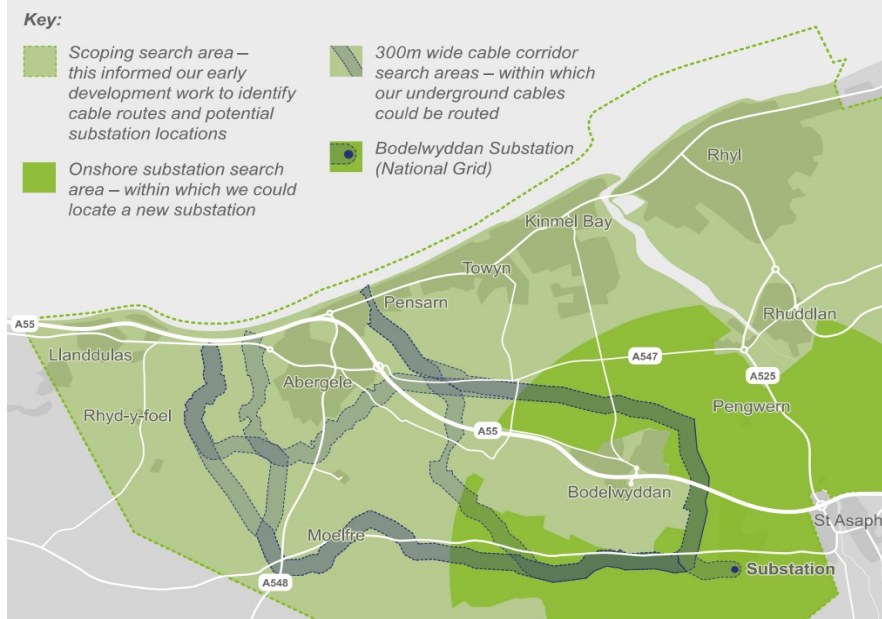 Key:
Scoping search area –
this informed our early
development work to identify
cable routes and potential
substation locations
Onshore substation search
area – within which we could
locate a new substation
300m wide cable corridor
search areas – within which
our underground cables
could be routed
Bodelwyddan Substation
(National Grid)
Rhyl
Kinmel Bay
Towyn
Pensarn
Rhuddlan
A55
Llanddulas
A547
A525
Abergele
Rhyd-y-foel
Pengwern
A55
Bodelwyddan
St Asaph
Moelfre
Substation
A548